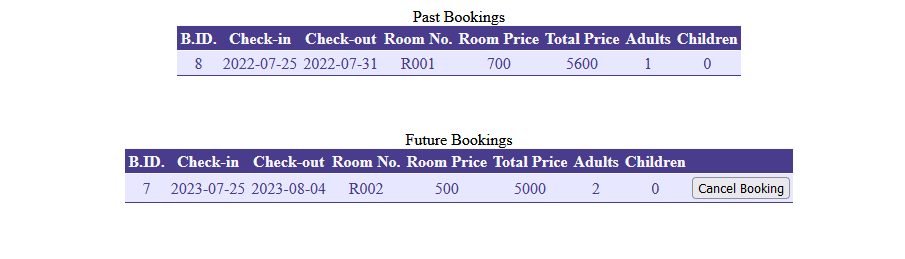 Past Bookings
B.ID. Check-in Check-out Room No. Room Price Total Price Adults Children
8 2022-07-25 2022-07-31 R001 700 5600 1 0
Future Bookings
B.ID. Check-in Check-out Room No. Room Price Total Price Adults Children
7 2023-07-25 2023-08-04 R002 500 5000 2 0 Cancel Booking